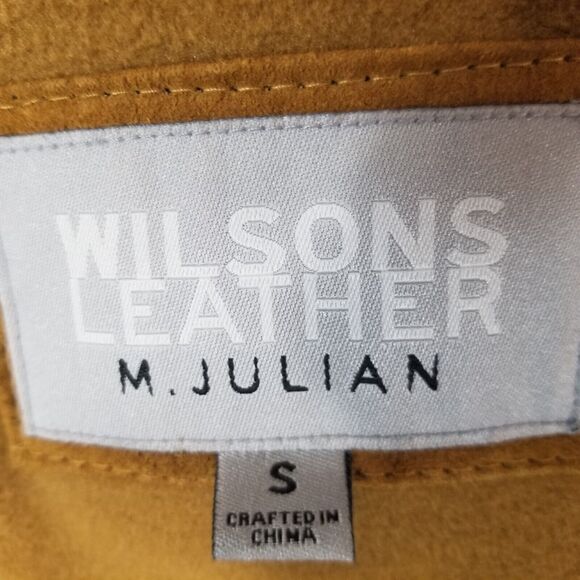 WILSONS
LEATHER
M. JULIAN
S
CRAFTED IN
CHINA